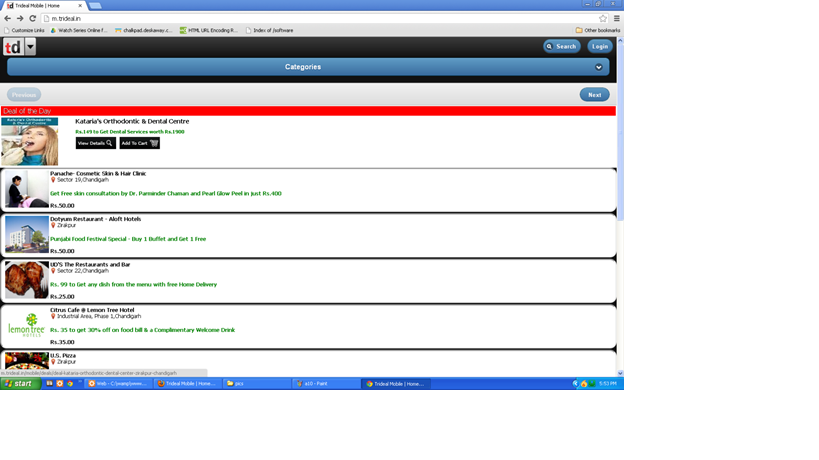 td Trideal Mobile | Home
m.trideal.in
Customize Links Watch Series Online f... chalkpad.deskaway.c... HTML URL Encoding R... Index of /software Other bookmarks
td Search Login
Categories
Previous Next
Deal of the Day
Kataria's Orthodontic & Dental Centre
Rs.149 to Get Dental Services worth Rs.1900
View Details Add To Cart
Panache- Cosmetic Skin & Hair Clinic
Sector 19,Chandigarh
Get Free skin consultation by Dr. Parminder Chaman and Pearl Glow Peel in just Rs.400
Rs.50.00
Dotyum Restaurant - Aloft Hotels
Zirakpur
Punjabi Food Festival Special - Buy 1 Buffet and Get 1 Free
Rs.50.00
UD'S The Restaurants and Bar
Sector 22,Chandigarh
Rs. 99 to Get any dish from the menu with free Home Delivery
Rs.25.00
Citrus Cafe @ Lemon Tree Hotel
Industrial Area, Phase 1,Chandigarh
lemon tree
HOTELS
Rs. 35 to get 30% off on food bill & a Complimentary Welcome Drink
Rs.35.00
U.S. Pizza
Zirakpur
m.trideal.in/mobile/deals/deal-kataria-orthodontic-dental-center-zirakpur-chandigarh
start Web - C:\xampp\www... Trideal Mobile | Home... pics a10 - Paint Trideal Mobile | Home... 5:53 PM